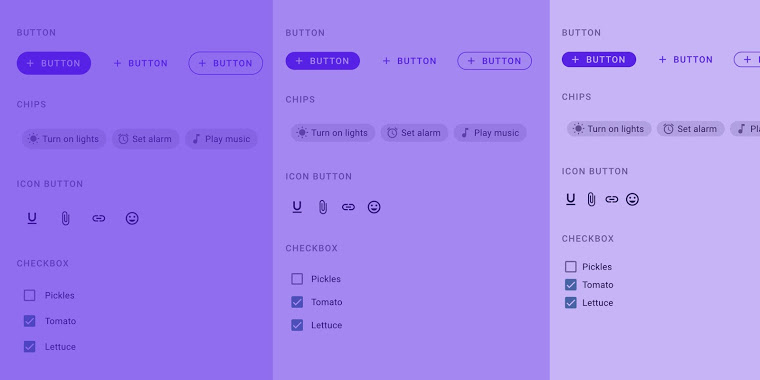 BUTTON
+ BUTTON + BUTTON + BUTTON
CHIPS
Turn on lights Set alarm Play music
ICON BUTTON
CHECKBOX
Pickles
Tomato
Lettuce
BUTTON
+ BUTTON + BUTTON + BUTTON
CHIPS
Turn on lights Set alarm Play music
ICON BUTTON
CHECKBOX
Pickles
Tomato
Lettuce
BUTTON
+ BUTTON + BUTTON +
CHIPS
Turn on lights Set alarm
ICON BUTTON
CHECKBOX
Pickles
Tomato
Lettuce